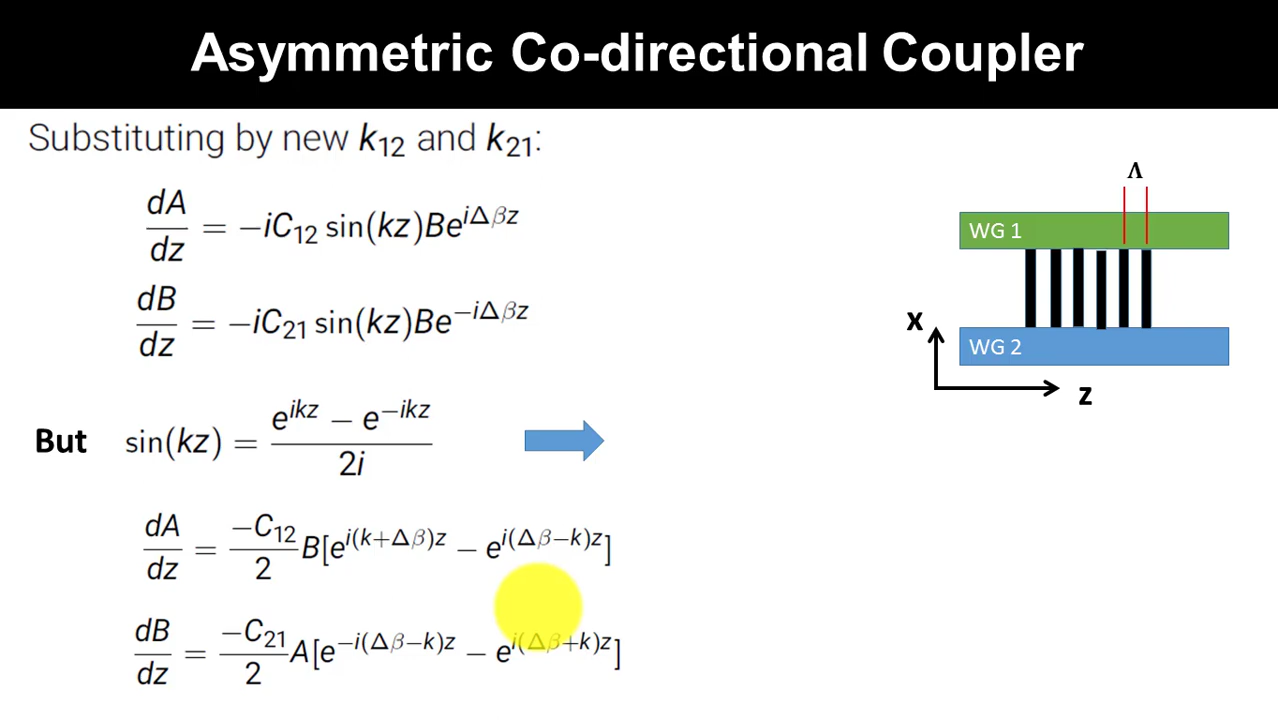 Asymmetric Co-directional Coupler
Substituting by new k₁₂ and k₂₁:
dA/dz = −iC₁₂ sin(kz)Be^{iΔβz}
dB/dz = −iC₂₁ sin(kz)Be^{−iΔβz}
But sin(kz) = (e^{ikz} − e^{−ikz})/2i
dA/dz = (−C₁₂/2) B[e^{i(k+Δβ)z} − e^{i(Δβ−k)z}]
dB/dz = (−C₂₁/2) A[e^{−i(Δβ−k)z} − e^{i(Δβ+k)z}]
Λ
WG 1
WG 2
x
z